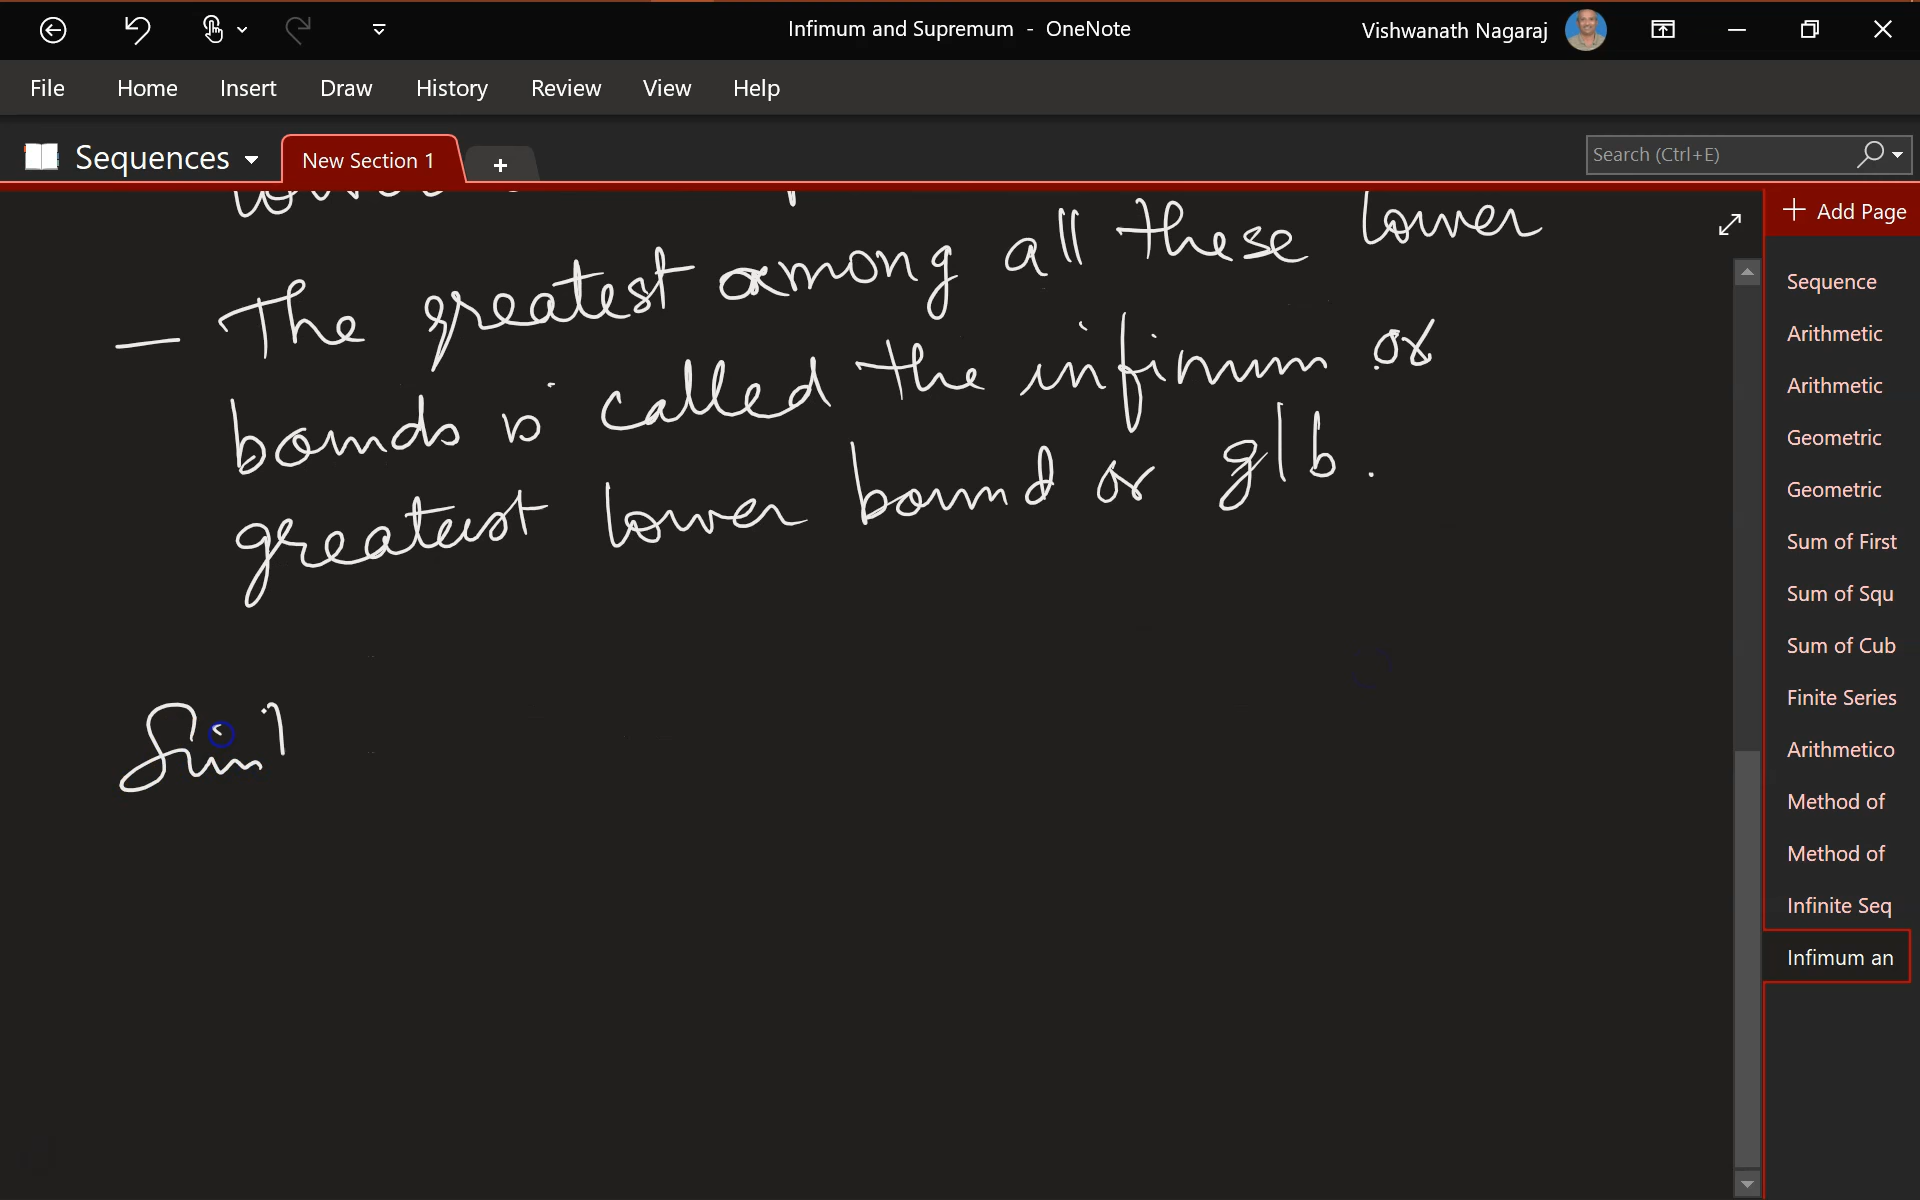 Infimum and Supremum - OneNote
Vishwanath Nagaraj
File Home Insert Draw History Review View Help
Sequences New Section 1 +
Search (Ctrl+E)
Add Page
lower
— The greatest among all these lower
bounds is called the infimum or
greatest lower bound or glb.
Simi
Sequence
Arithmetic
Arithmetic
Geometric
Geometric
Sum of First
Sum of Squ
Sum of Cub
Finite Series
Arithmetico
Method of
Method of
Infinite Seq
Infimum an